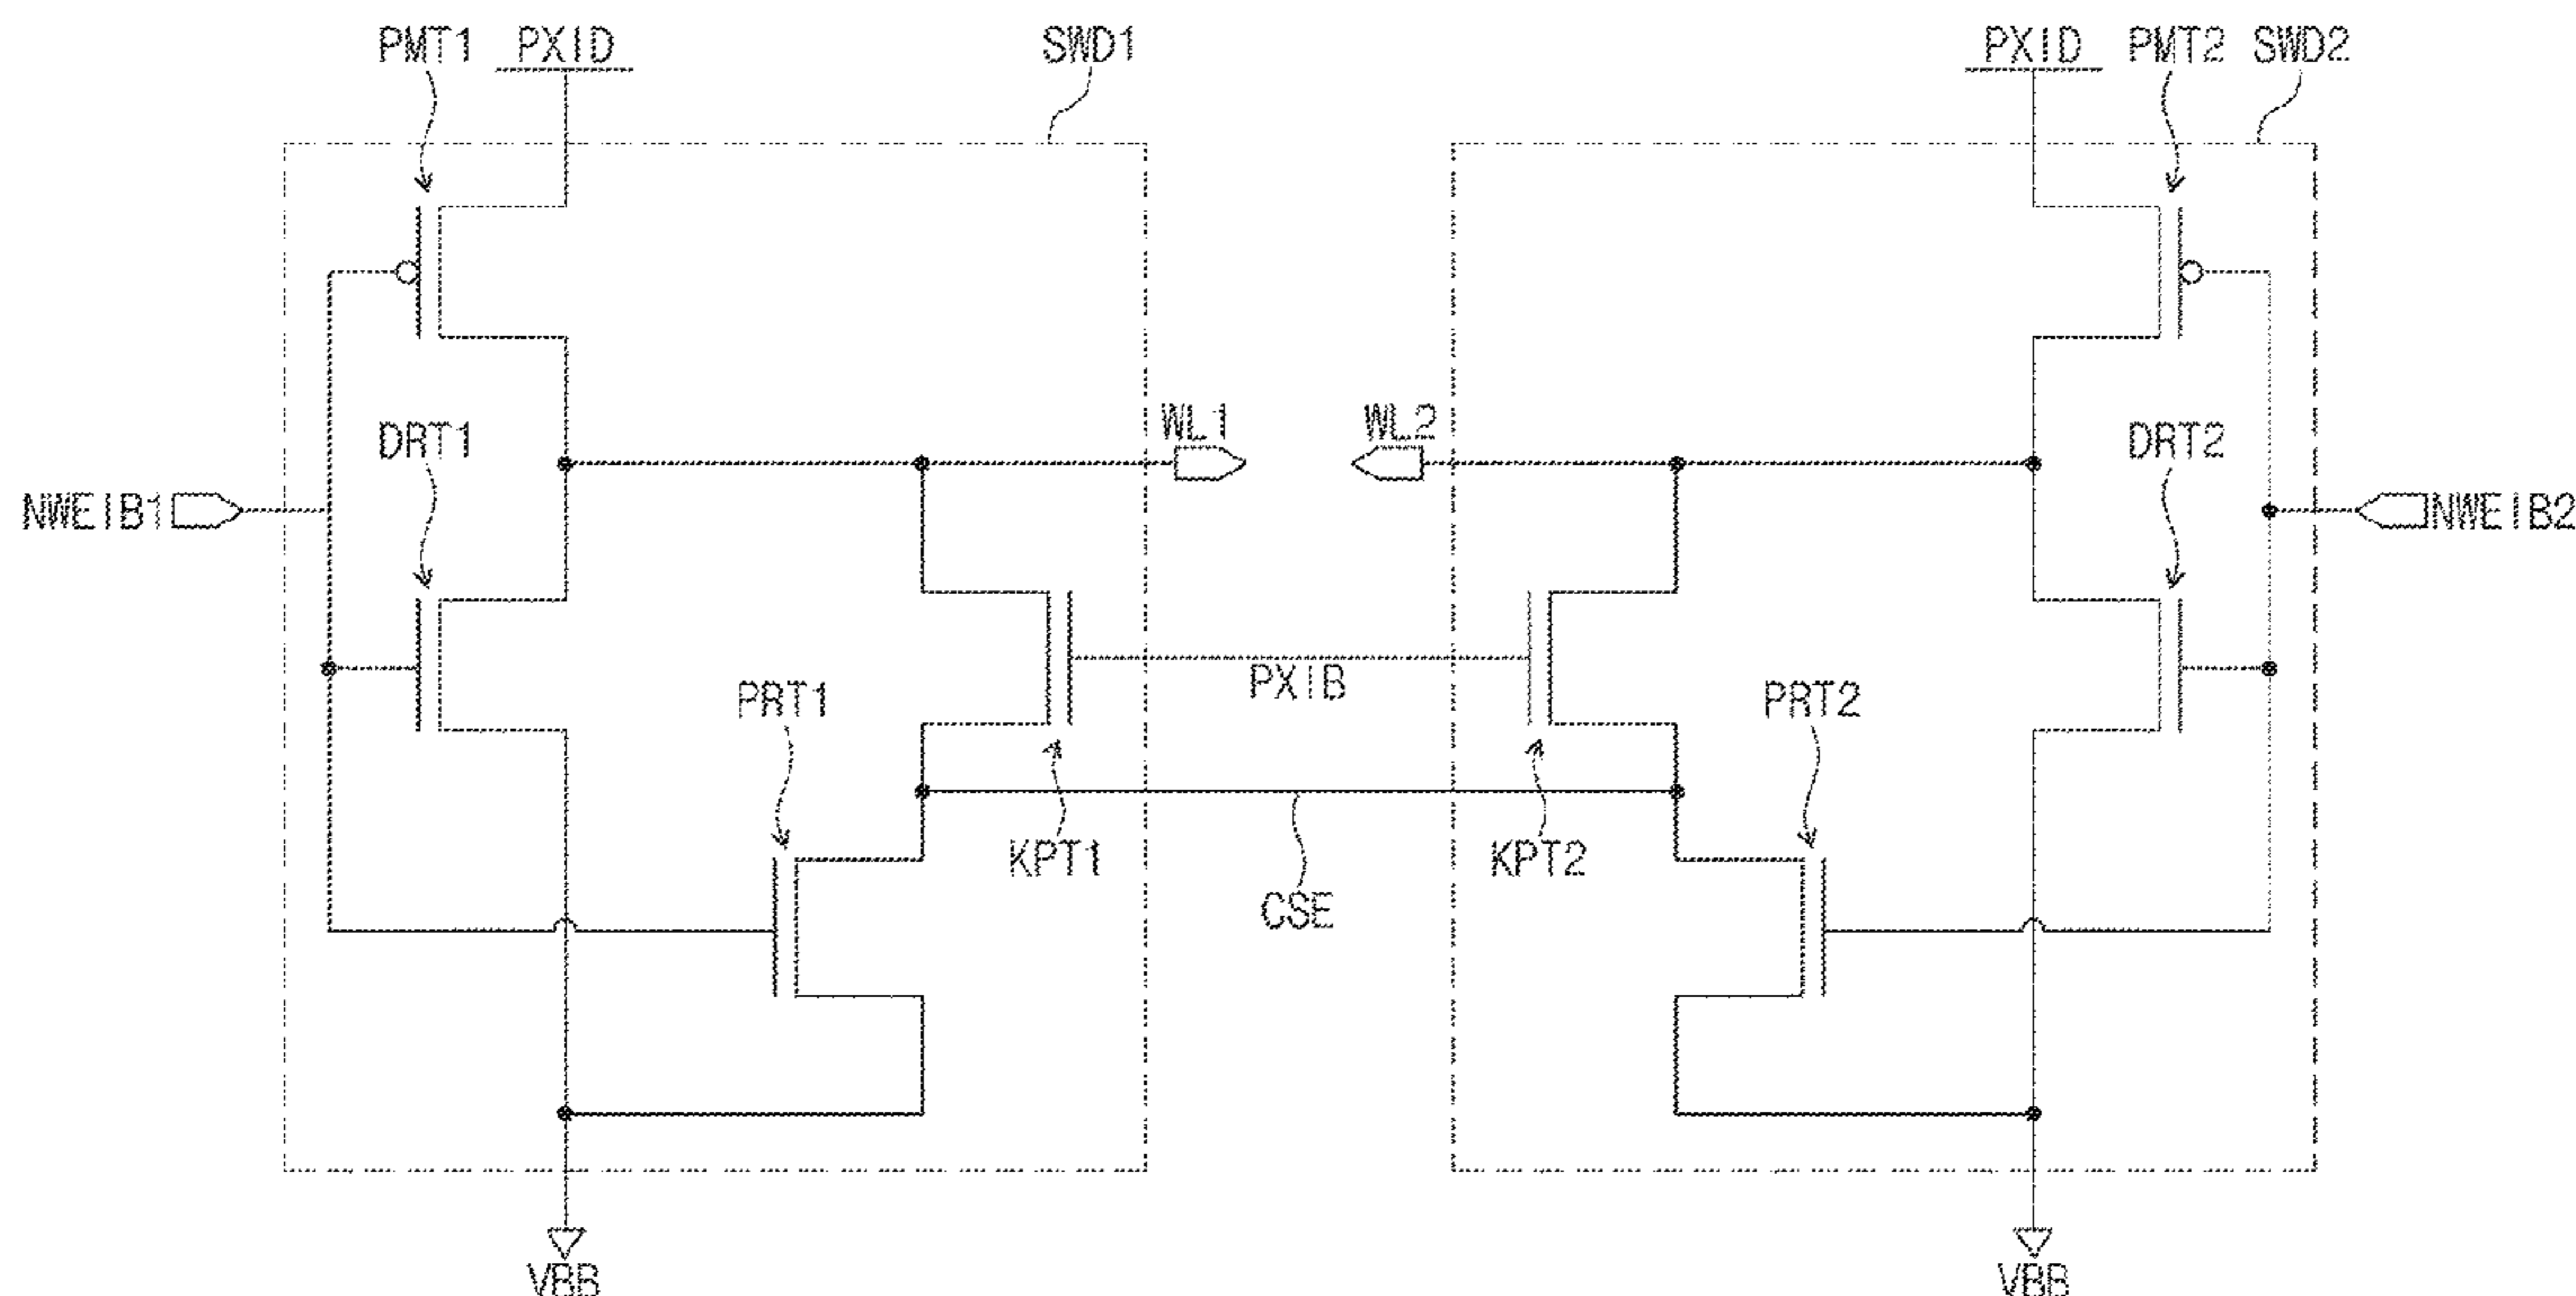 PMT1 PXID SWD1 PXID PMT2 SWD2
WL1 WL2
DRT1 DRT2
NWEIB1 NWEIB2
PXIB
PRT1 PRT2
KPT1 KPT2
CSE
VBB VBB